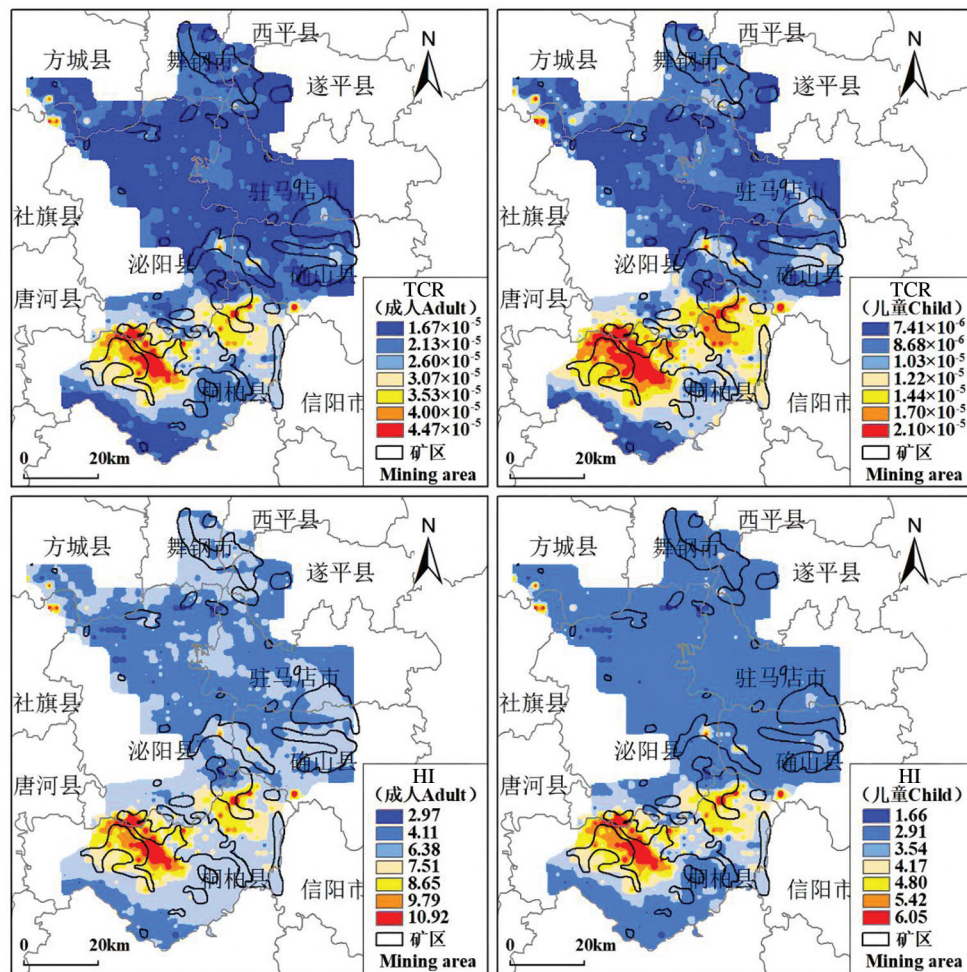 西平县
方城县
舞钢市
N
遂平县
驻马店市
社旗县
泌阳县
确山县
唐河县
TCR
(成人Adult)
1.67×10⁻⁵
2.13×10⁻⁵
2.60×10⁻⁵
3.07×10⁻⁵
3.53×10⁻⁵
4.00×10⁻⁵
4.47×10⁻⁵
矿区
Mining area
桐柏县
信阳市
0 20km
西平县
方城县
舞钢市
N
遂平县
驻马店市
社旗县
泌阳县
确山县
唐河县
TCR
(儿童Child)
7.41×10⁻⁶
8.68×10⁻⁶
1.03×10⁻⁵
1.22×10⁻⁵
1.44×10⁻⁵
1.70×10⁻⁵
2.10×10⁻⁵
矿区
Mining area
桐柏县
信阳市
0 20km
西平县
方城县
舞钢市
N
遂平县
驻马店市
社旗县
泌阳县
确山县
唐河县
HI
(成人Adult)
2.97
4.11
6.38
7.51
8.65
9.79
10.92
矿区
Mining area
桐柏县
信阳市
0 20km
西平县
方城县
舞钢市
N
遂平县
驻马店市
社旗县
泌阳县
确山县
唐河县
HI
(儿童Child)
1.66
2.91
3.54
4.17
4.80
5.42
6.05
矿区
Mining area
桐柏县
信阳市
0 20km